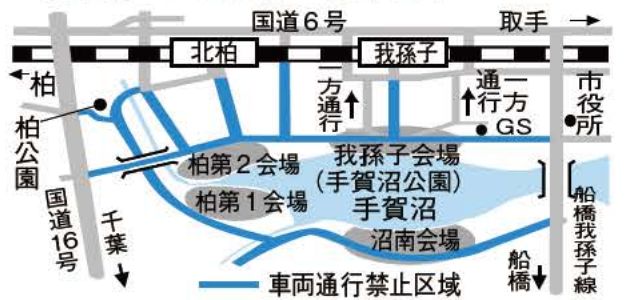 国道6号
取手
北柏
我孫子
柏
一方通行
一方通行
GS
市役所
柏公園
柏第2会場
我孫子会場
(手賀沼公園)
手賀沼
柏第1会場
沼南会場
国道16号
千葉
船橋
船橋我孫子線
車両通行禁止区域